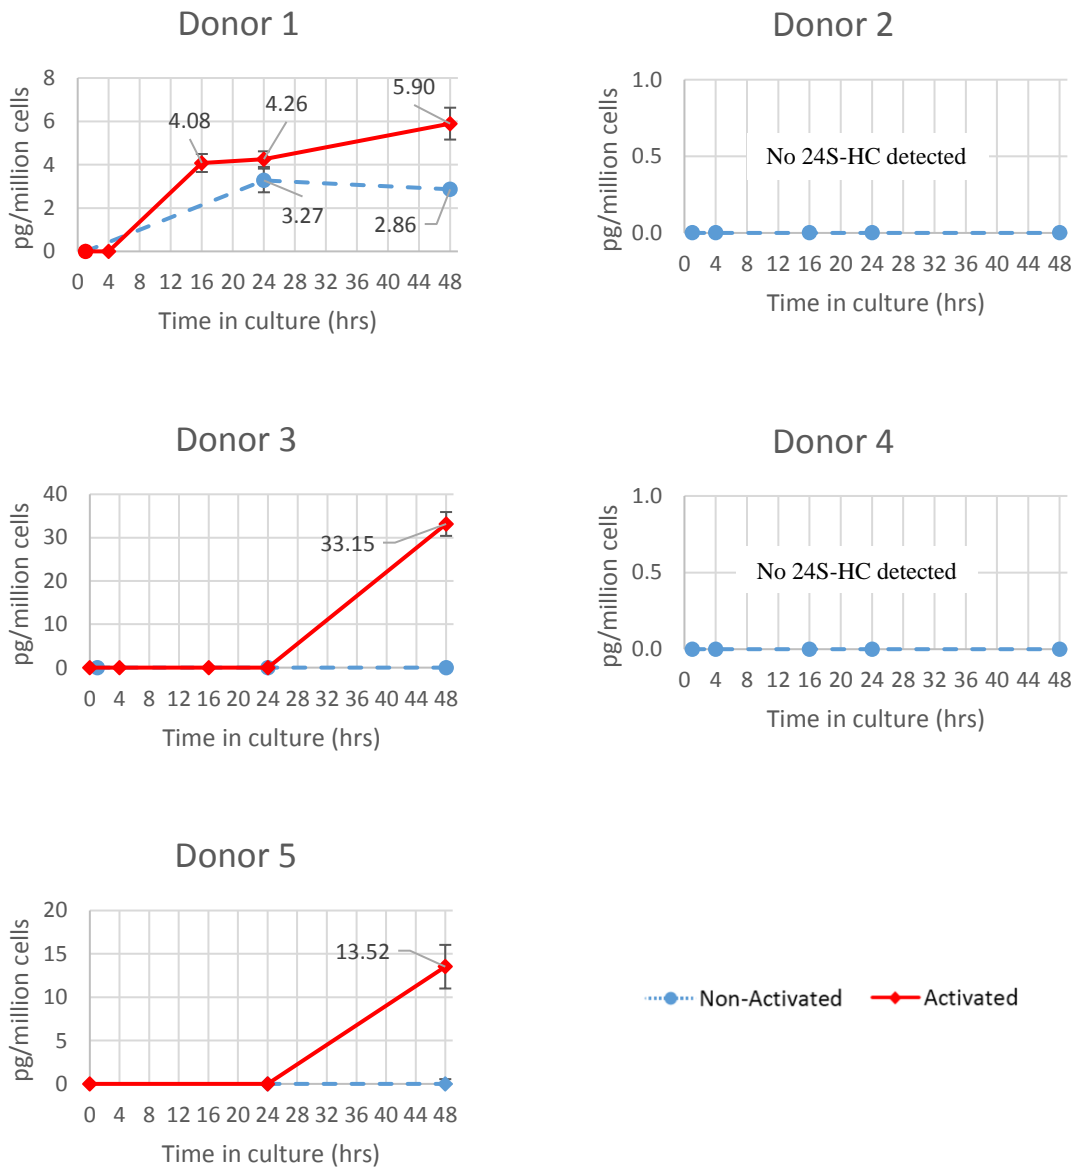 Donor 1
pg/million cells
8
6
4
2
0
4.08
4.26
5.90
3.27
2.86
0 4 8 12 16 20 24 28 32 36 40 44 48
Time in culture (hrs)
Donor 2
pg/million cells
1.0
0.5
0.0
No 24S-HC detected
0 4 8 12 16 20 24 28 32 36 40 44 48
Time in culture (hrs)
Donor 3
pg/million cells
40
30
20
10
0
33.15
0 4 8 12 16 20 24 28 32 36 40 44 48
Time in culture (hrs)
Donor 4
pg/million cells
1.0
0.5
0.0
No 24S-HC detected
0 4 8 12 16 20 24 28 32 36 40 44 48
Time in culture (hrs)
Donor 5
pg/million cells
20
15
10
5
0
13.52
0 4 8 12 16 20 24 28 32 36 40 44 48
Time in culture (hrs)
Non-Activated Activated